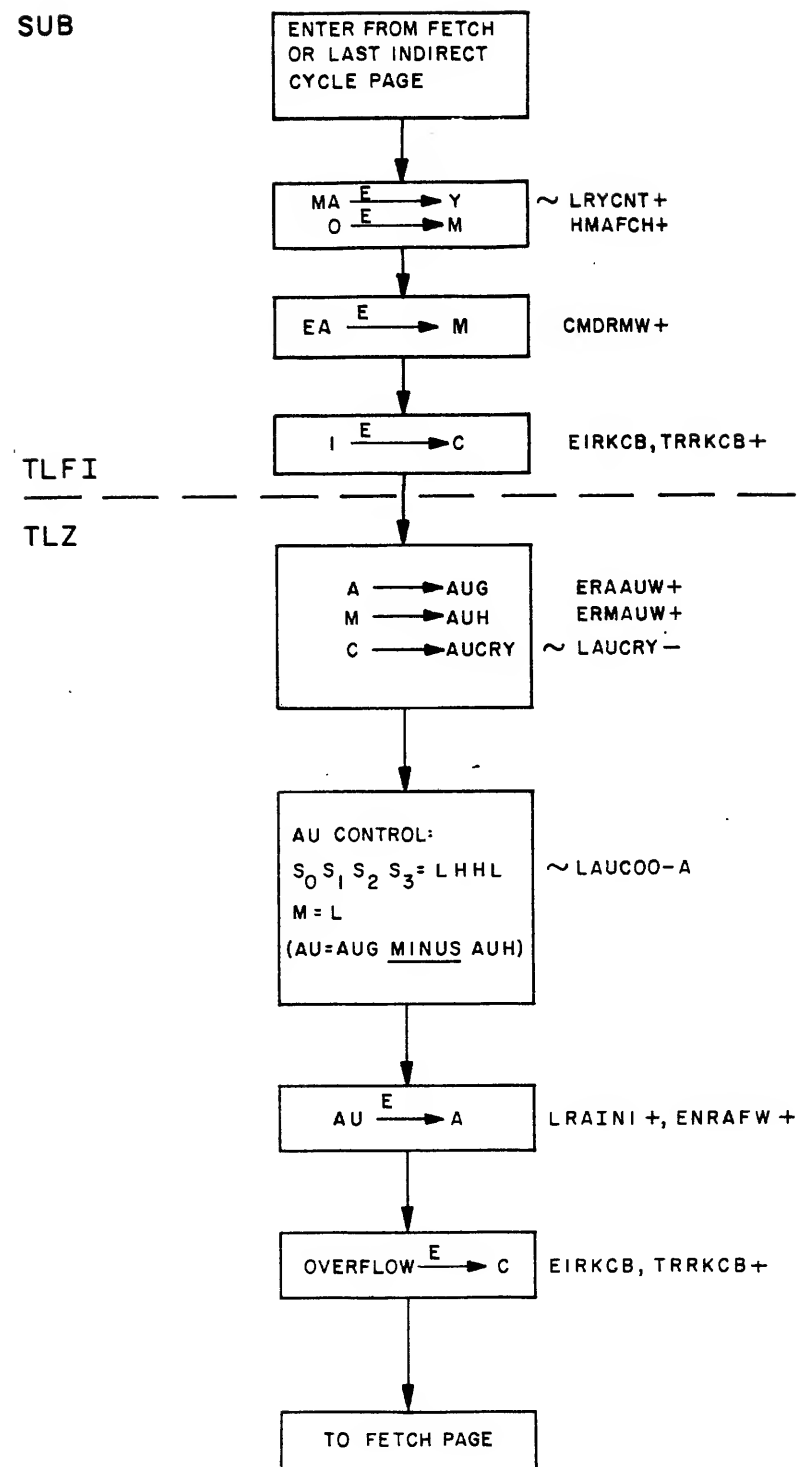 SUB
ENTER FROM FETCH
OR LAST INDIRECT
CYCLE PAGE
MA E Y ~ LRYCNT+
O E M HMAFCH+
EA E M CMDRMW+
I E C EIRKCB, TRRKCB+
TLFI
TLZ
A AUG ERAAUW+
M AUH ERMAUW+
C AUCRY ~ LAUCRY-
AU CONTROL:
S0 S1 S2 S3= L H H L ~ LAUCOO-A
M = L
(AU=AUG MINUS AUH)
AU E A LRAINI+, ENRAFW+
OVERFLOW E C EIRKCB, TRRKCB+
TO FETCH PAGE